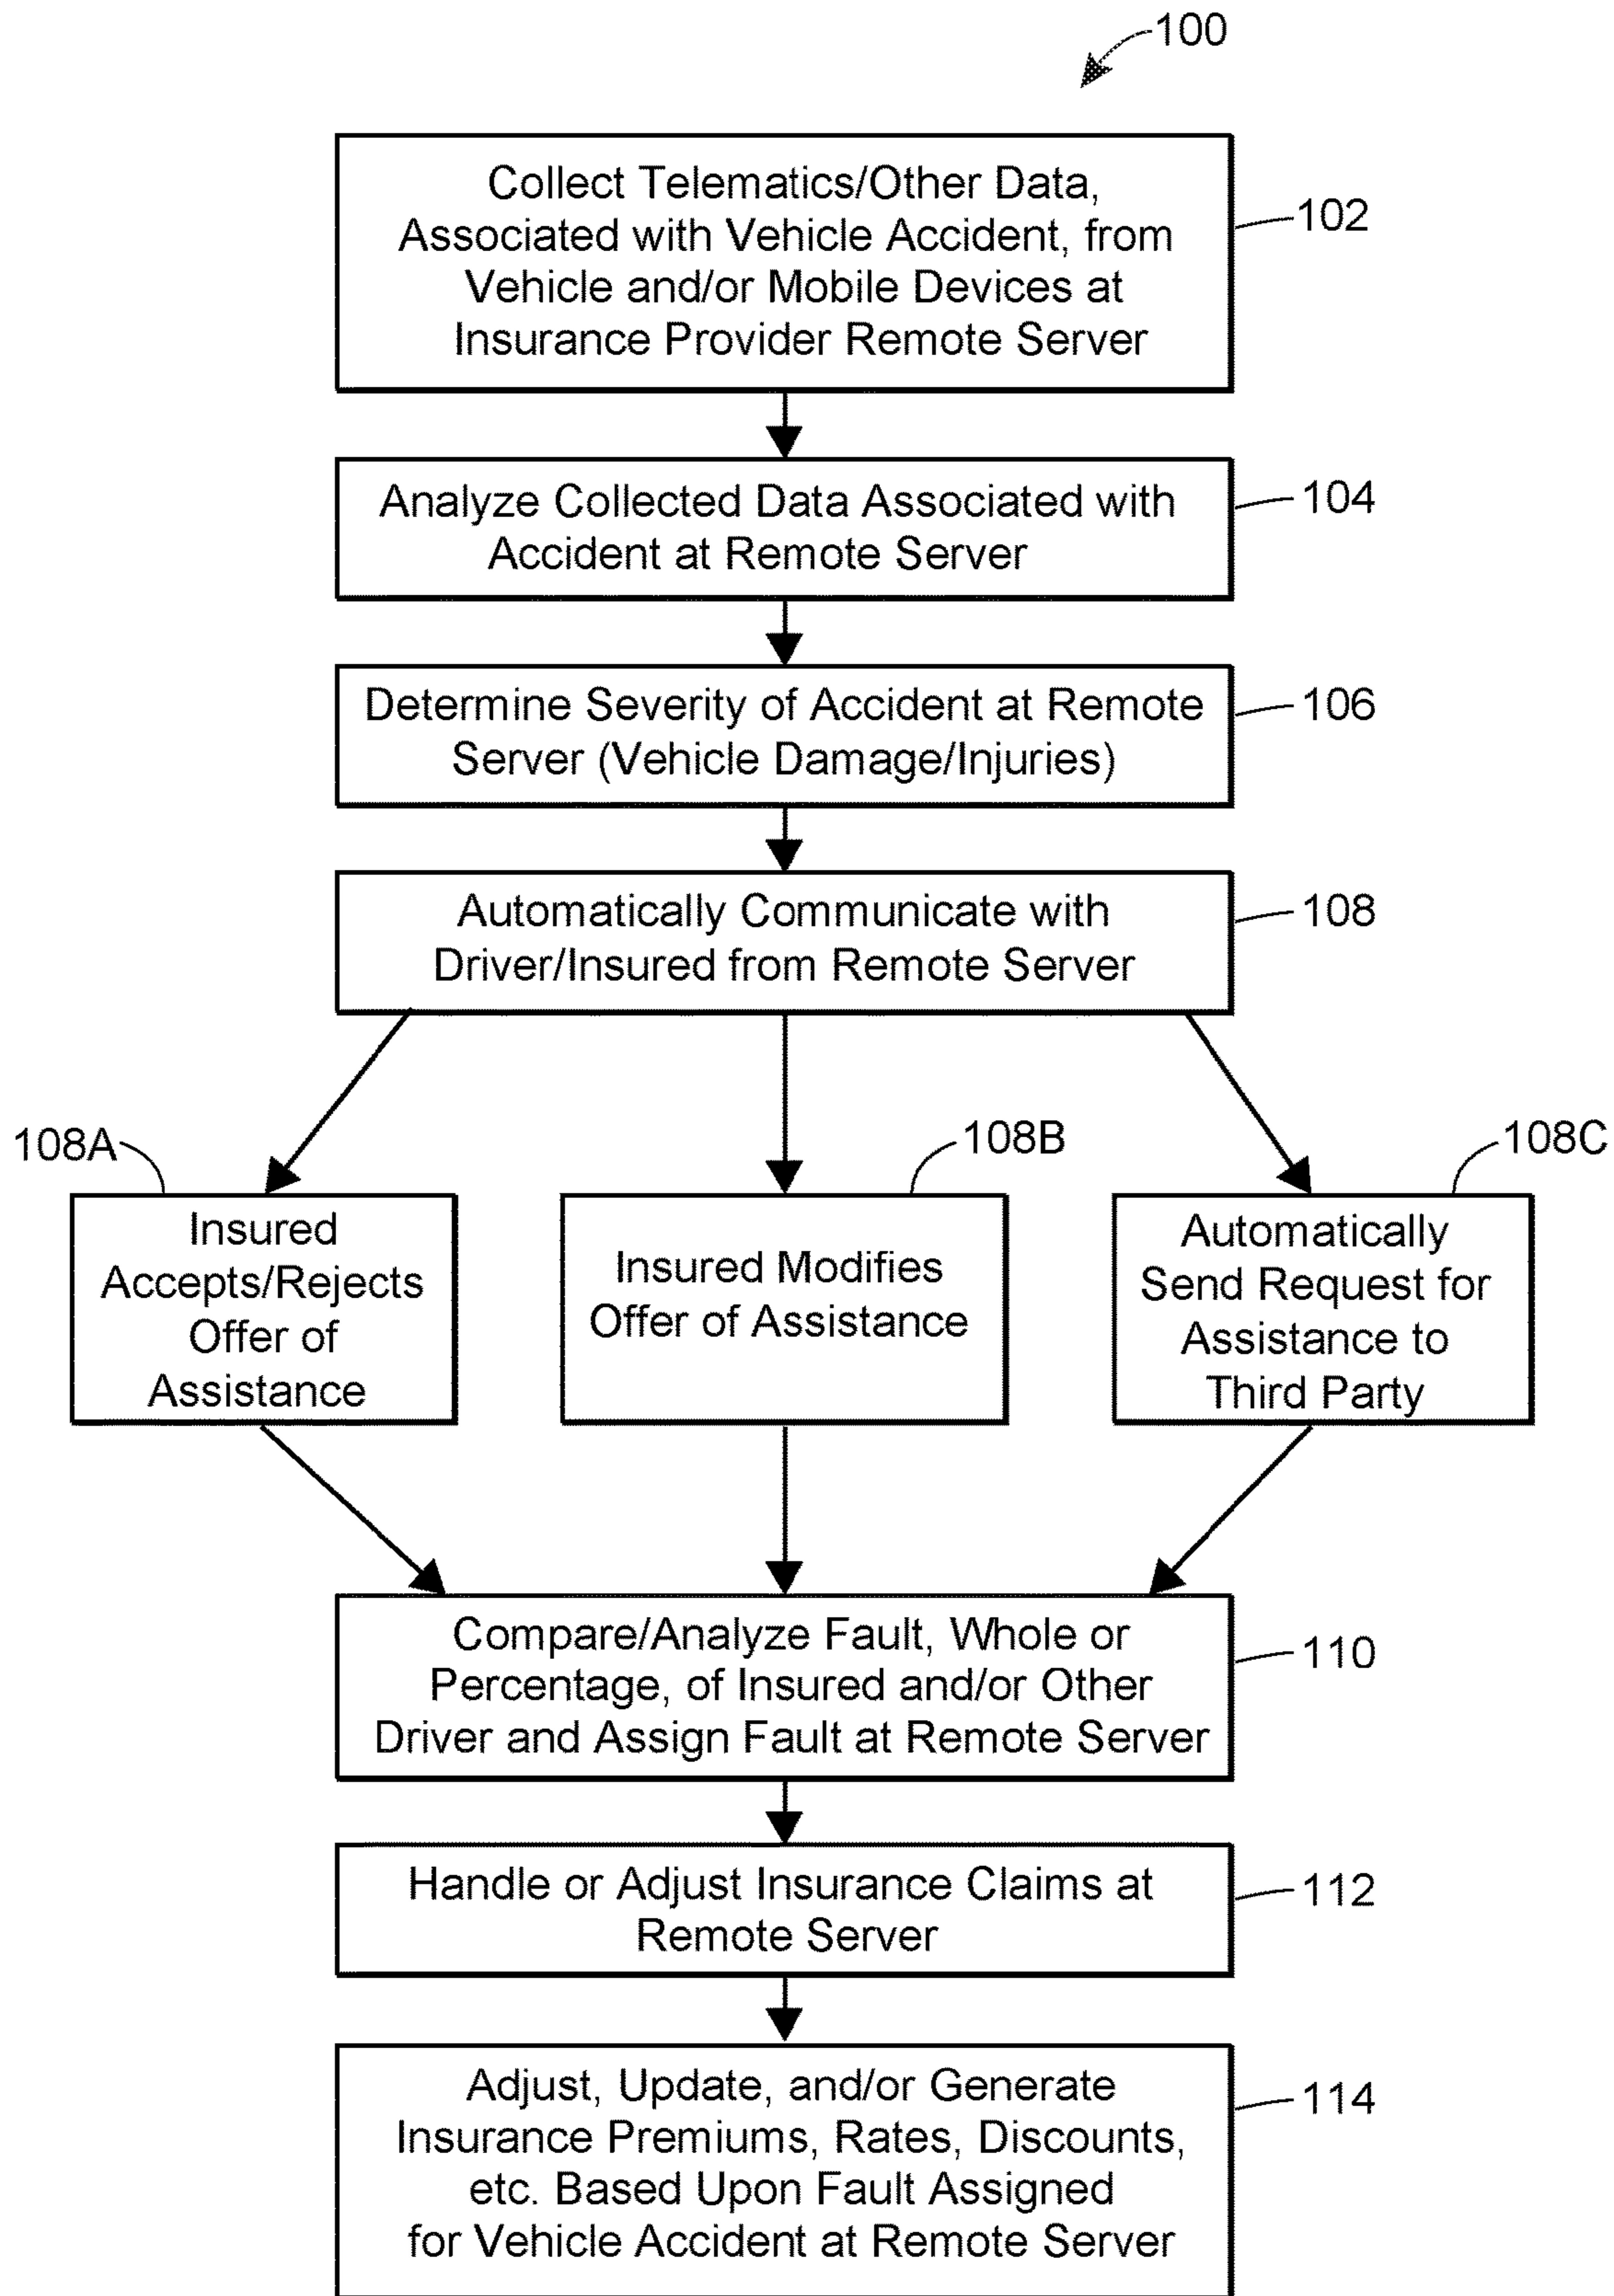 100
Collect Telematics/Other Data,
Associated with Vehicle Accident, from
Vehicle and/or Mobile Devices at
Insurance Provider Remote Server
102
Analyze Collected Data Associated with
Accident at Remote Server
104
Determine Severity of Accident at Remote
Server (Vehicle Damage/Injuries)
106
Automatically Communicate with
Driver/Insured from Remote Server
108
108A
Insured
Accepts/Rejects
Offer of
Assistance
108B
Insured Modifies
Offer of Assistance
108C
Automatically
Send Request for
Assistance to
Third Party
Compare/Analyze Fault, Whole or
Percentage, of Insured and/or Other
Driver and Assign Fault at Remote Server
110
Handle or Adjust Insurance Claims at
Remote Server
112
Adjust, Update, and/or Generate
Insurance Premiums, Rates, Discounts,
etc. Based Upon Fault Assigned
for Vehicle Accident at Remote Server
114